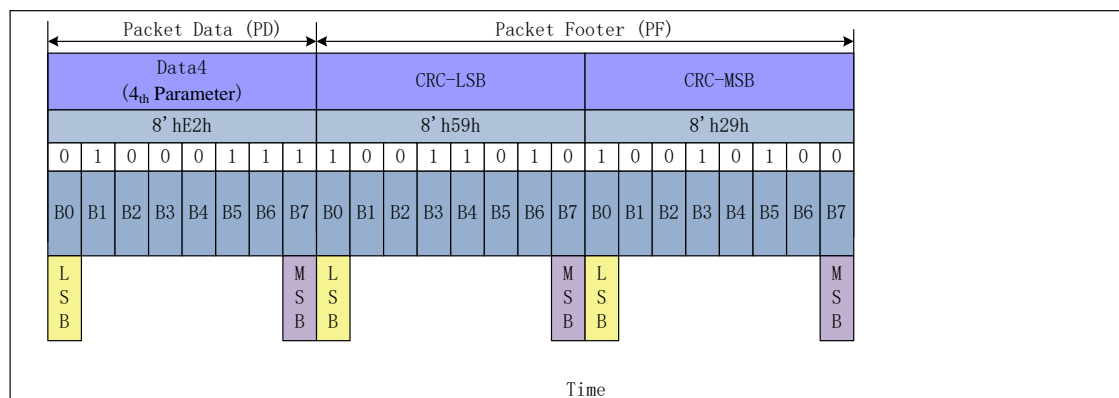 Packet Data (PD) Packet Footer (PF)
Data4 CRC-LSB CRC-MSB
(4th Parameter)
8'hE2h 8'h59h 8'h29h
0 1 0 0 0 1 1 1 1 0 0 1 1 0 1 0 1 0 0 1 0 1 0 0
B0 B1 B2 B3 B4 B5 B6 B7 B0 B1 B2 B3 B4 B5 B6 B7 B0 B1 B2 B3 B4 B5 B6 B7
L M L M L M
S S S S S S
B B B B B B
Time